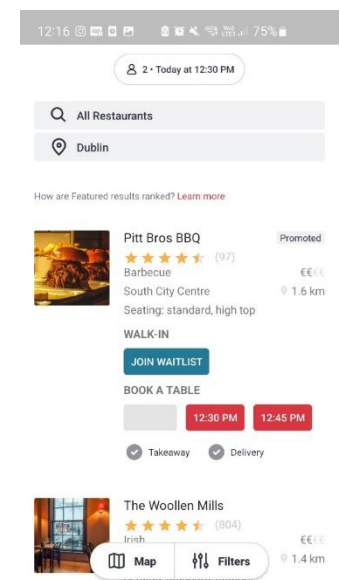 12:16 75%
2 • Today at 12:30 PM
All Restaurants
Dublin
How are Featured results ranked? Learn more
Pitt Bros BBQ Promoted
(97)
Barbecue €€€€
South City Centre 1.6 km
Seating: standard, high top
WALK-IN
JOIN WAITLIST
BOOK A TABLE
12:30 PM 12:45 PM
Takeaway Delivery
The Woollen Mills
(804)
Irish €€€€
Map Filters 1.4 km